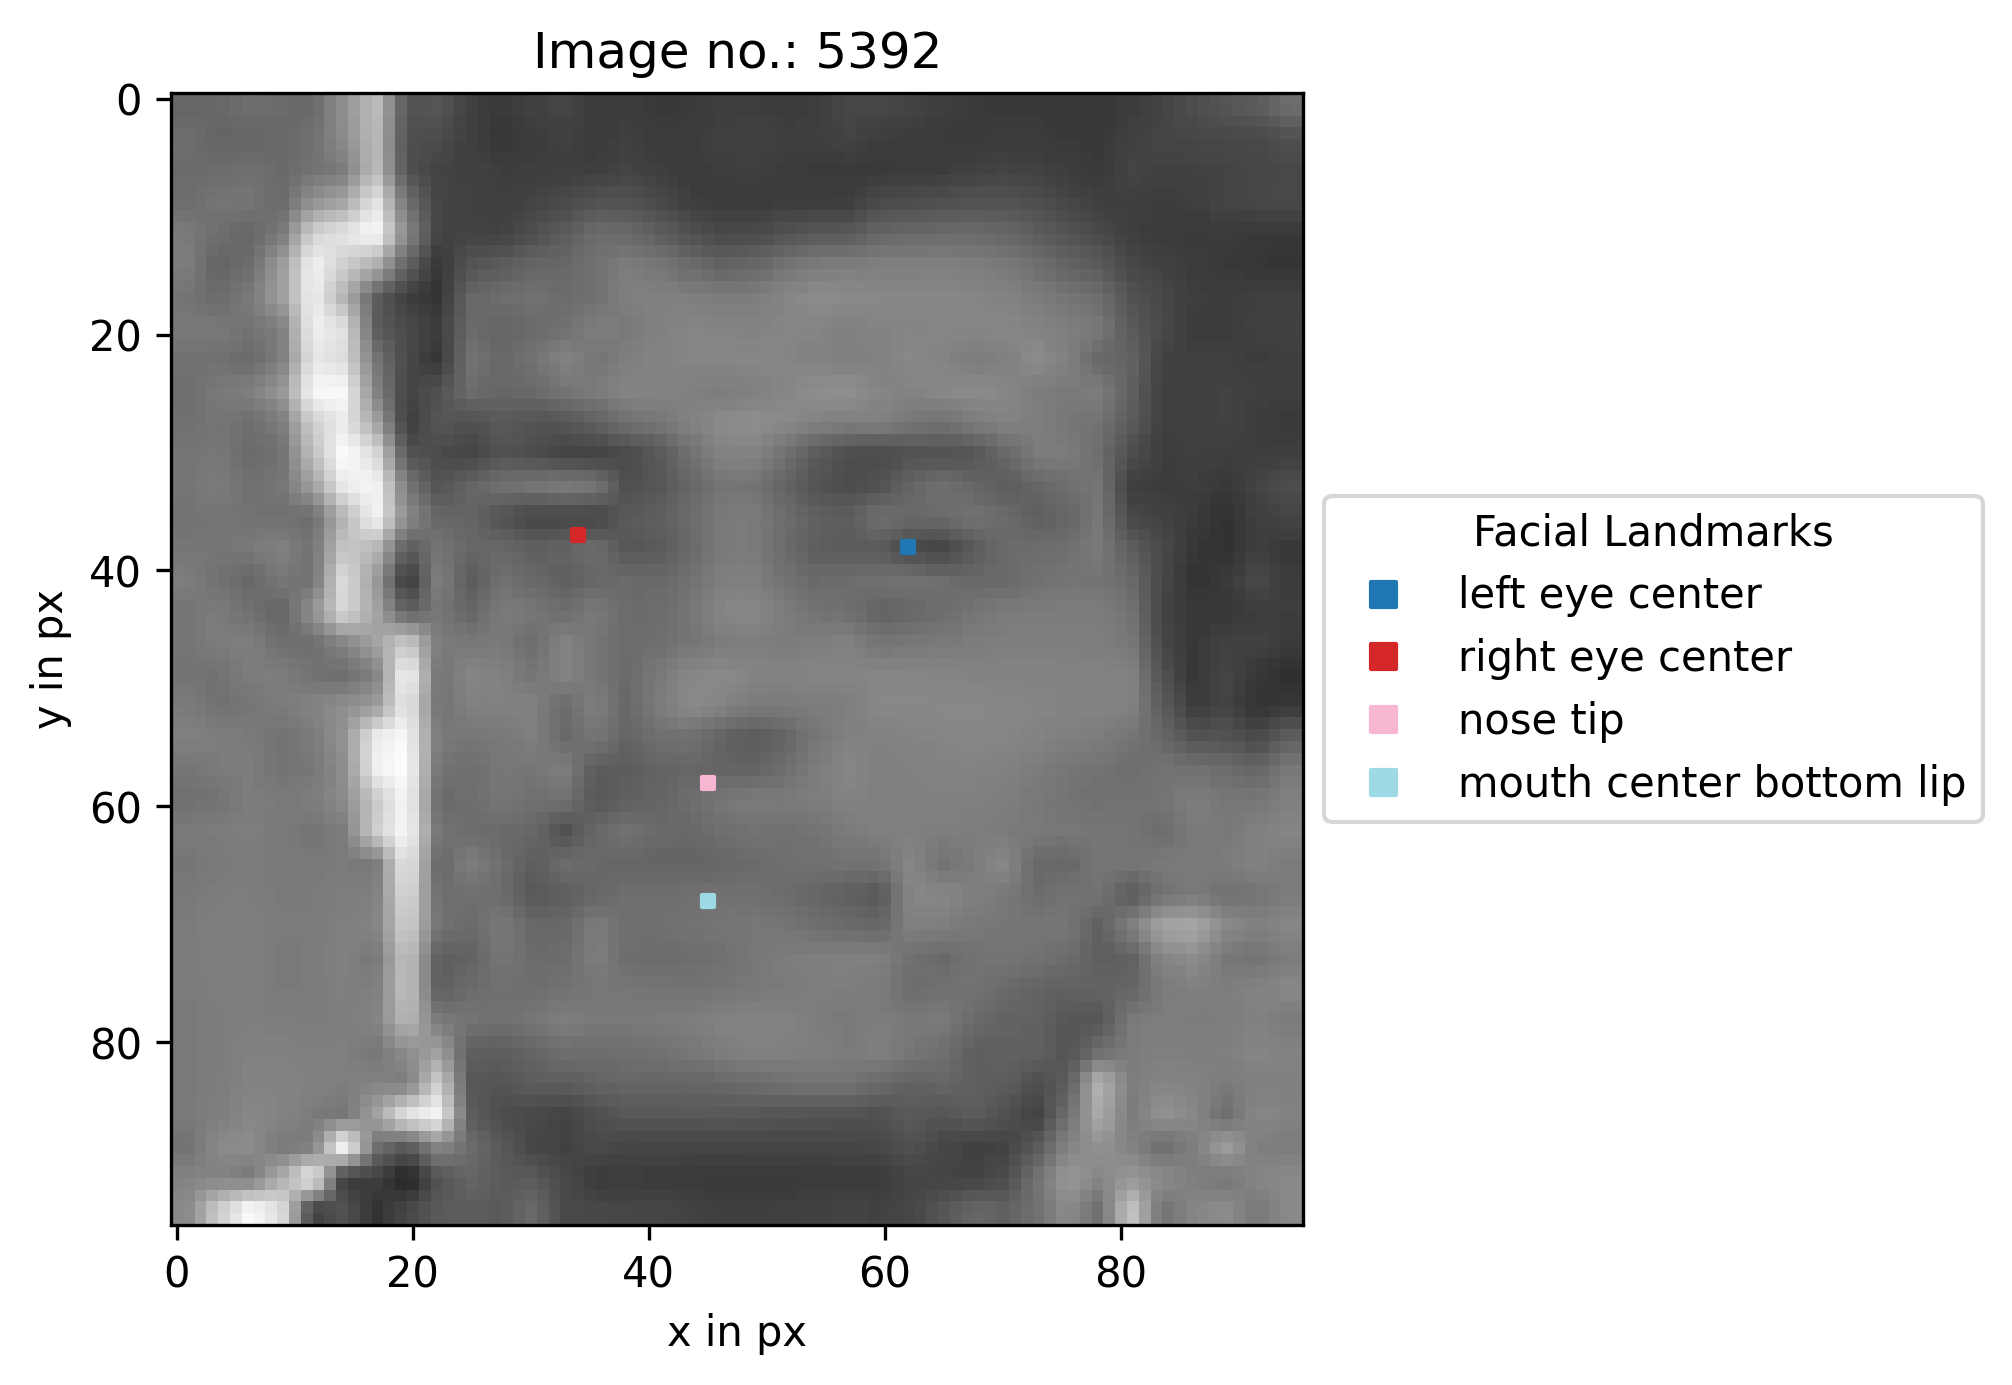 Image no.: 5392
0
20
40
60
80
y in px
0 20 40 60 80
x in px
Facial Landmarks
left eye center
right eye center
nose tip
mouth center bottom lip